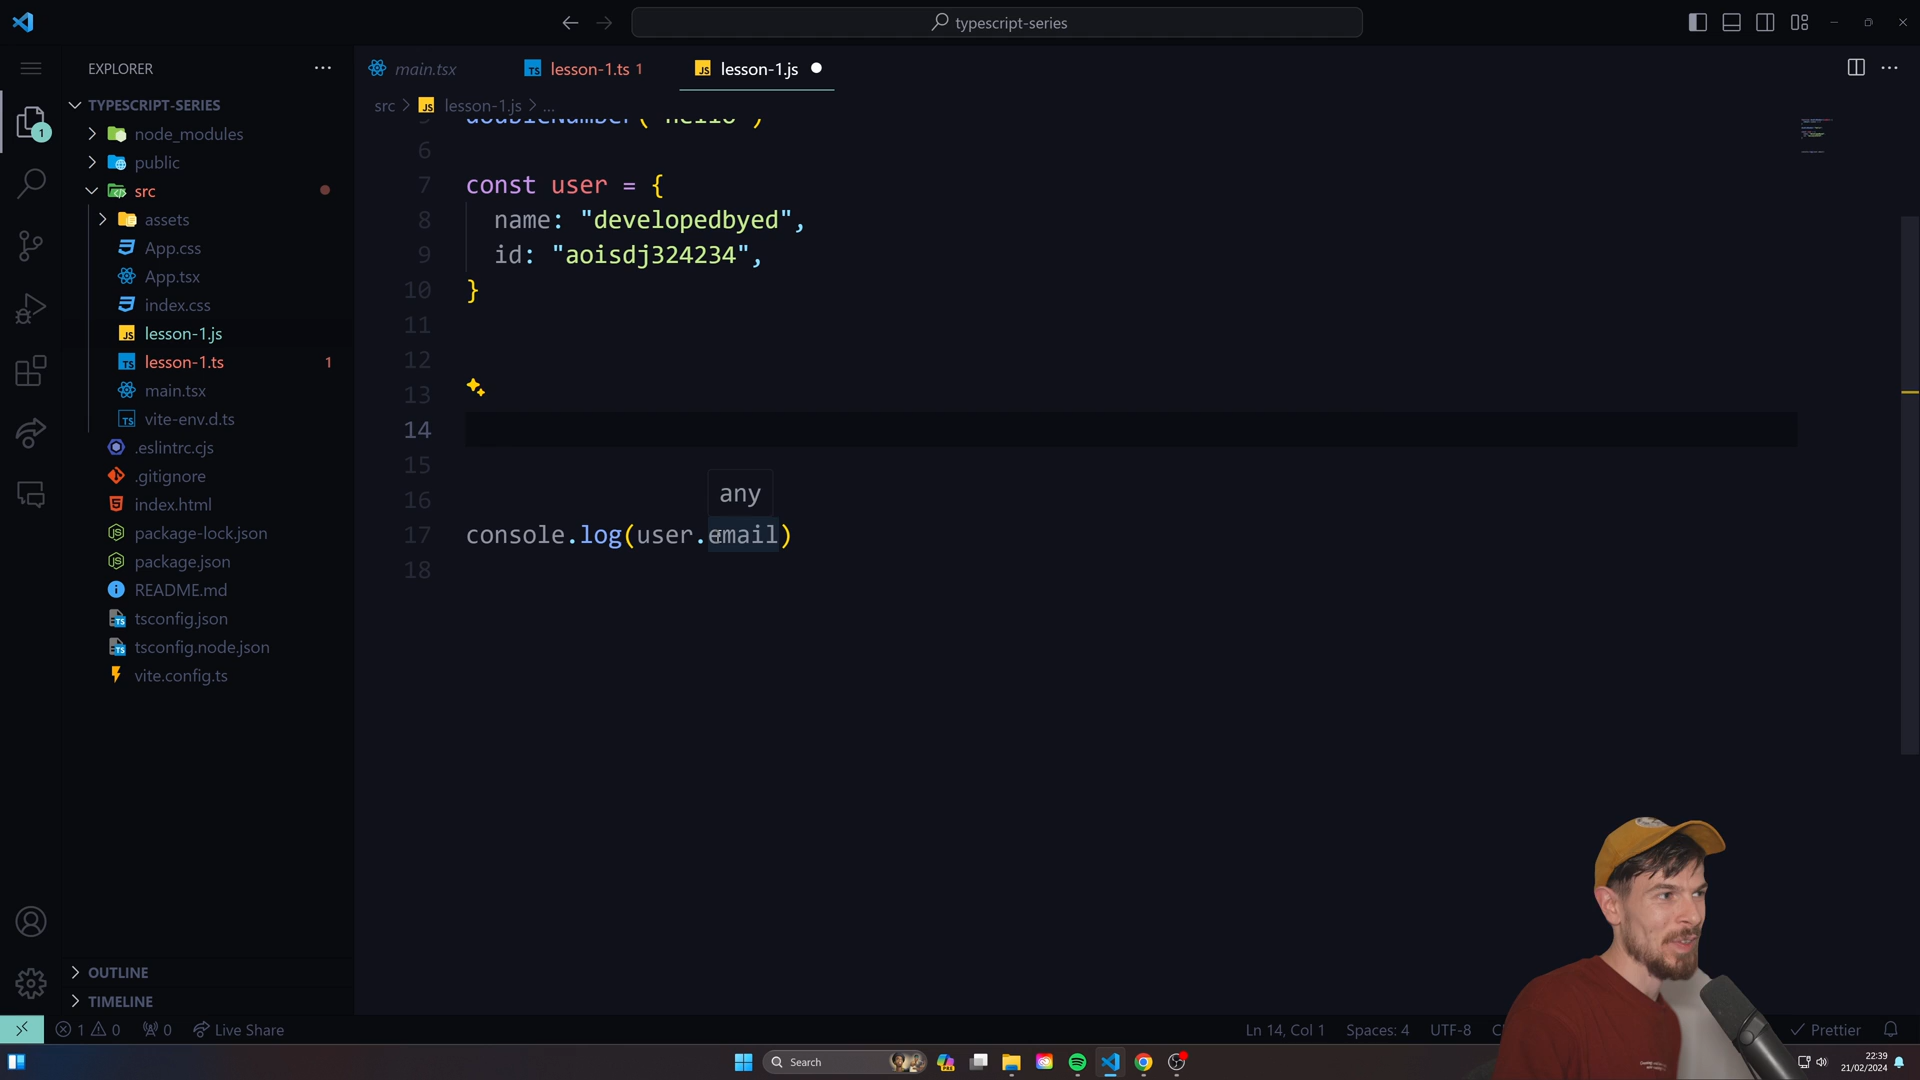 typescript-series
EXPLORER
main.tsx
lesson-1.ts 1
lesson-1.js
TYPESCRIPT-SERIES
src > JS lesson-1.js > ...
node_modules
public
src
assets
App.css
App.tsx
index.css
lesson-1.js
lesson-1.ts 1
main.tsx
vite-env.d.ts
.eslintrc.cjs
.gitignore
index.html
package-lock.json
package.json
README.md
tsconfig.json
tsconfig.node.json
vite.config.ts
OUTLINE
TIMELINE
6
7 const user = {
8 name: "developedbyed",
9 id: "aoisdj324234",
10 }
11
12
13
14
15
16
any
17 console.log(user.email)
18
1 0 0 Live Share
Ln 14, Col 1 Spaces: 4 UTF-8 Prettier
Search
22:39
21/02/2024